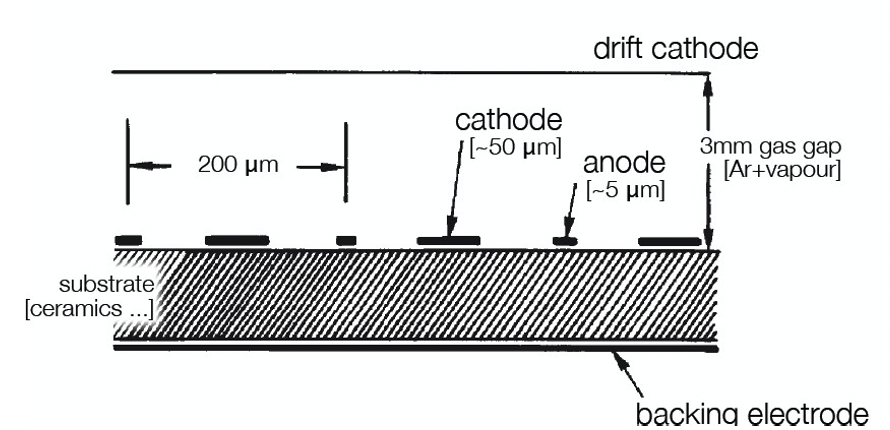 drift cathode
cathode
[~50 µm]
200 µm
anode
[~5 µm]
3mm gas gap
[Ar+vapour]
substrate
[ceramics ...]
backing electrode